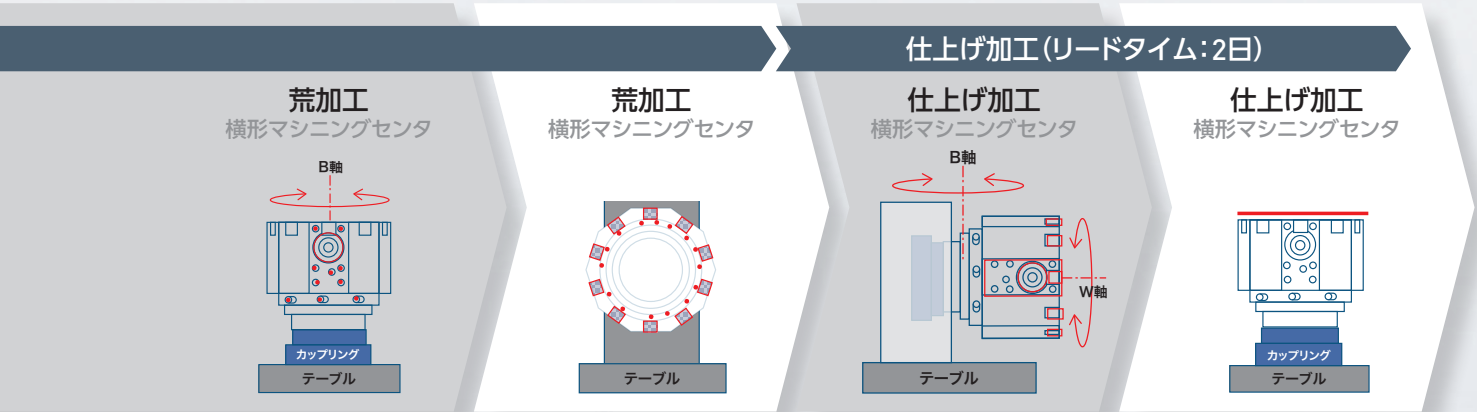 仕上げ加工(リードタイム:2日)
荒加工
横形マシニングセンタ
B軸
カップリング
テーブル
荒加工
横形マシニングセンタ
テーブル
仕上げ加工
横形マシニングセンタ
B軸
W軸
テーブル
仕上げ加工
横形マシニングセンタ
カップリング
テーブル